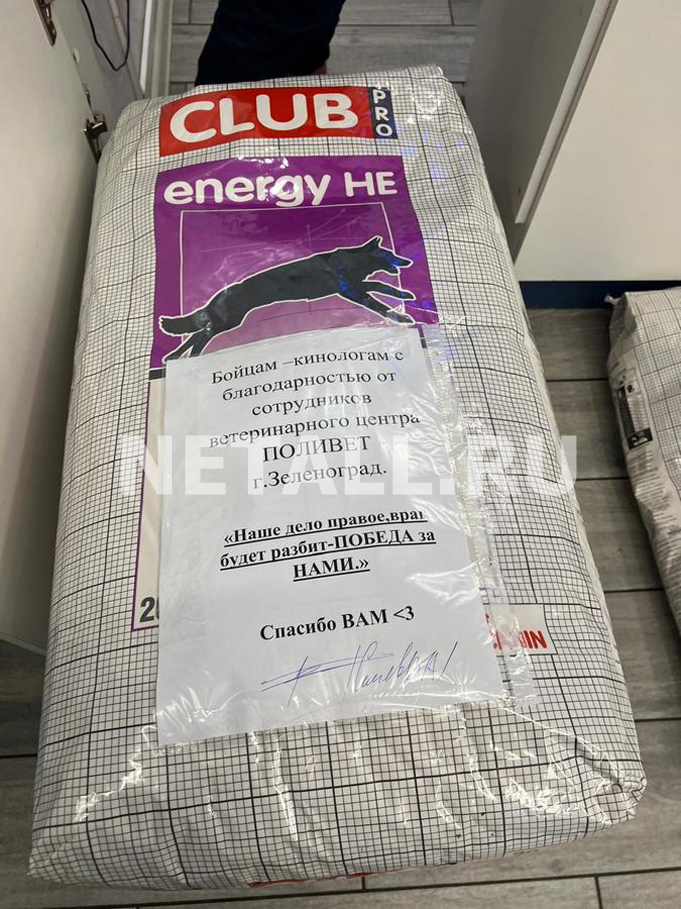 CLUB
PRO
energy HE
Бойцам –кинологам с
благодарностью от
сотрудников
ветеринарного центра
ПОЛИВЕТ
г.Зеленоград.
NETALL.RU
«Наше дело правое,враг
будет разбит-ПОБЕДА за
НАМИ.»
2
Спасибо ВАМ <3